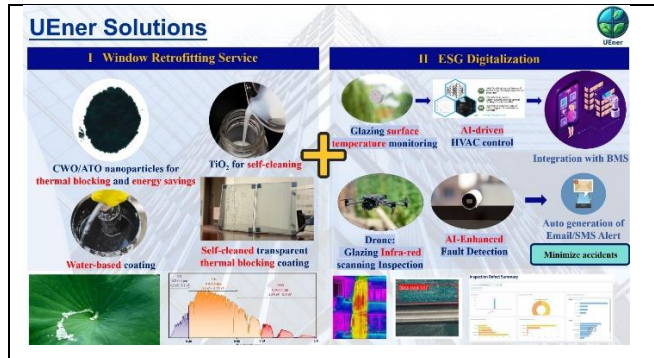 UEner Solutions
UEner
I Window Retrofitting Service
CWO/ATO nanoparticles for
thermal blocking and energy savings
TiO₂ for self-cleaning
Water-based coating
Self-cleaned transparent
thermal blocking coating
+
II ESG Digitalization
Glazing surface
temperature monitoring
AI-driven
HVAC control
Integration with BMS
Drone:
Glazing Infra-red
scanning Inspection
AI-Enhanced
Fault Detection
Auto generation of
Email/SMS Alert
Minimize accidents
Inspection Defect Summary